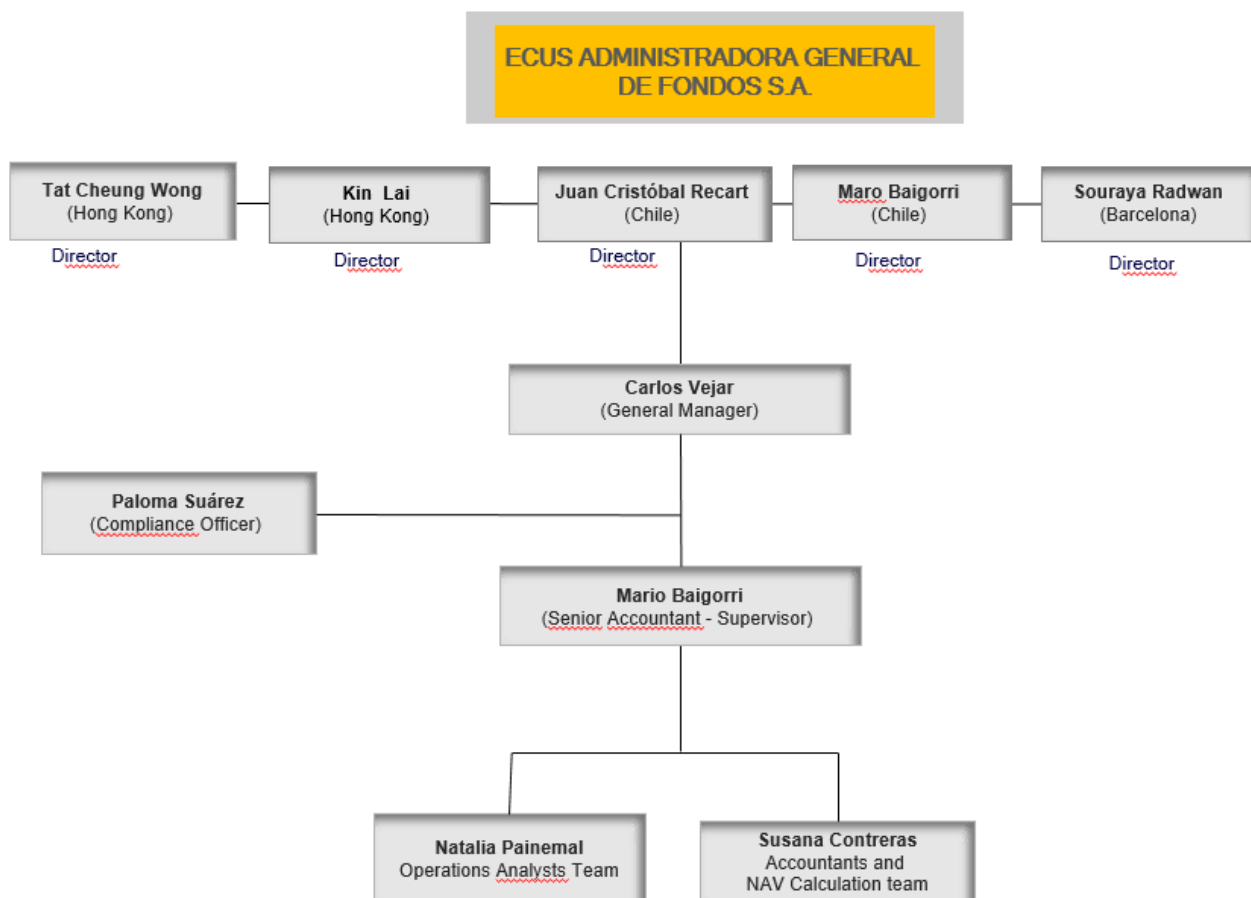 ECUS ADMINISTRADORA GENERAL
DE FONDOS S.A.
Tat Cheung Wong
(Hong Kong)
Director
Kin Lai
(Hong Kong)
Director
Juan Cristóbal Recart
(Chile)
Director
Maro Baigorri
(Chile)
Director
Souraya Radwan
(Barcelona)
Director
Carlos Vejar
(General Manager)
Paloma Suárez
(Compliance Officer)
Mario Baigorri
(Senior Accountant - Supervisor)
Natalia Painemal
Operations Analysts Team
Susana Contreras
Accountants and
NAV Calculation team